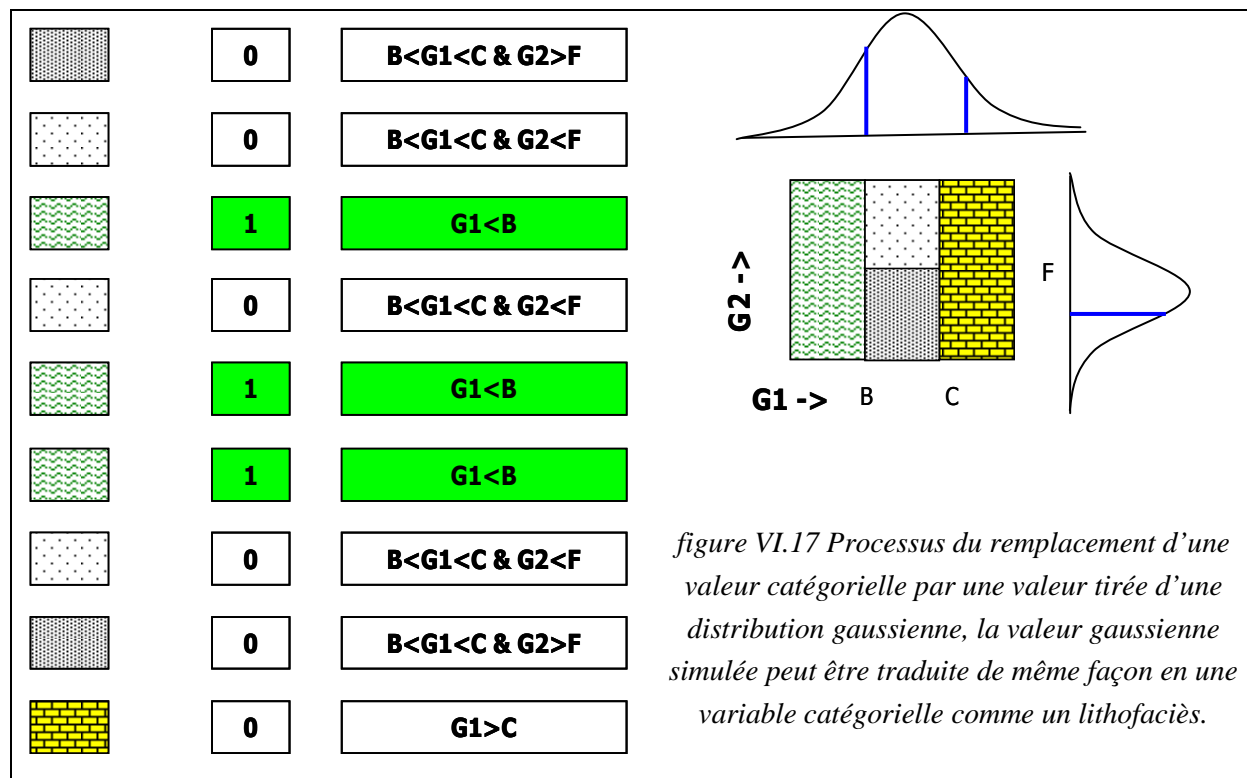 0 B<G1<C & G2>F
0 B<G1<C & G2<F
1 G1<B
0 B<G1<C & G2<F
1 G1<B
1 G1<B
0 B<G1<C & G2<F
0 B<G1<C & G2>F
0 G1>C
G2 ->
F
G1 -> B C
figure VI.17 Processus du remplacement d’une
valeur catégorielle par une valeur tirée d’une
distribution gaussienne, la valeur gaussienne
simulée peut être traduite de même façon en une
variable catégorielle comme un lithofaciès.